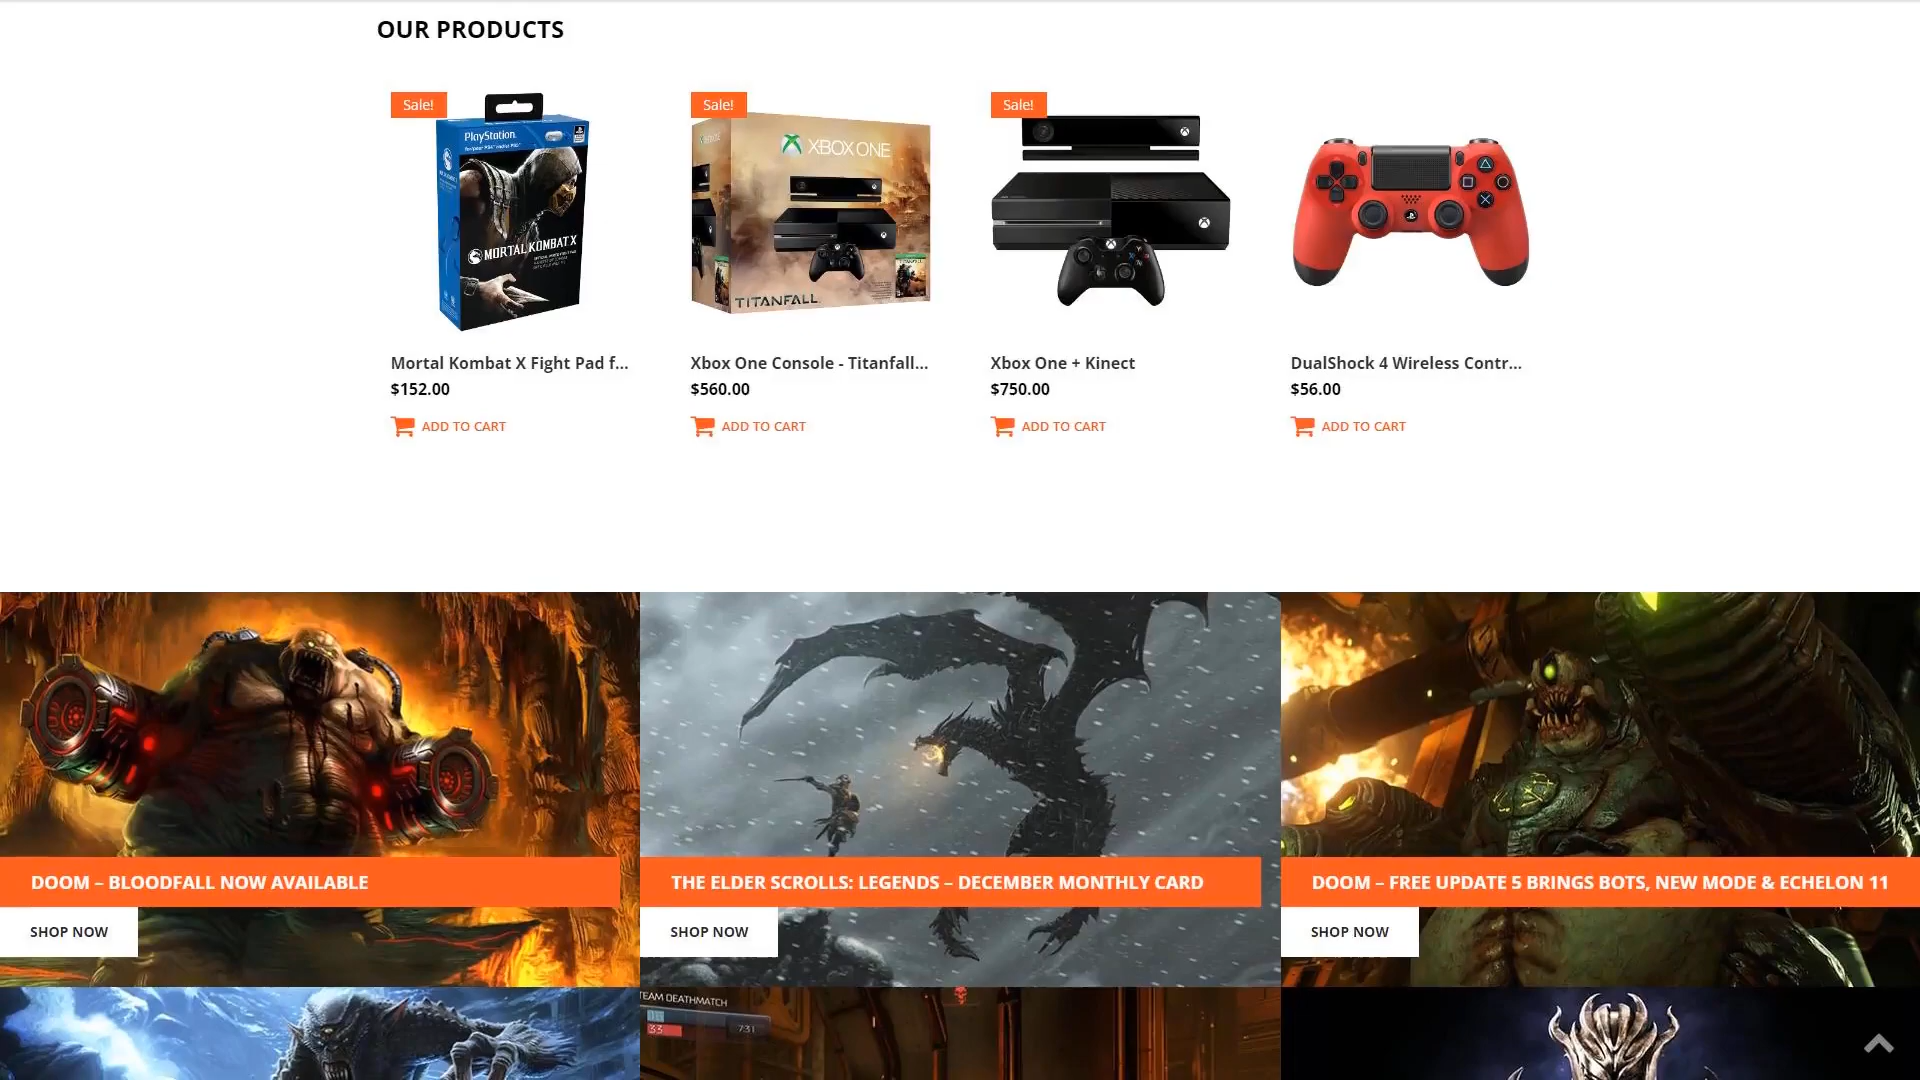 OUR PRODUCTS
Sale!
Sale!
Sale!
PlayStation.
MORTAL KOMBAT X
XBOX ONE
TITANFALL
Mortal Kombat X Fight Pad f...
Xbox One Console - Titanfall...
Xbox One + Kinect
DualShock 4 Wireless Contr...
$152.00
$560.00
$750.00
$56.00
ADD TO CART
ADD TO CART
ADD TO CART
ADD TO CART
DOOM – BLOODFALL NOW AVAILABLE
THE ELDER SCROLLS: LEGENDS – DECEMBER MONTHLY CARD
DOOM – FREE UPDATE 5 BRINGS BOTS, NEW MODE & ECHELON 11
SHOP NOW
SHOP NOW
SHOP NOW
TEAM DEATHMATCH
33
7:31